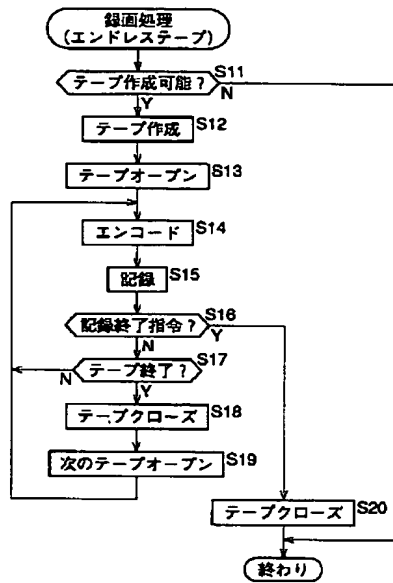 録画処理
(エンドレステープ)
テープ作成可能？ S11
Y N
テープ作成 S12
テープオープン S13
エンコード S14
記録 S15
記録終了指令？ S16
N Y
テープ終了？ S17
N Y
テープクローズ S18
次のテープオープン S19
テープクローズ S20
終わり